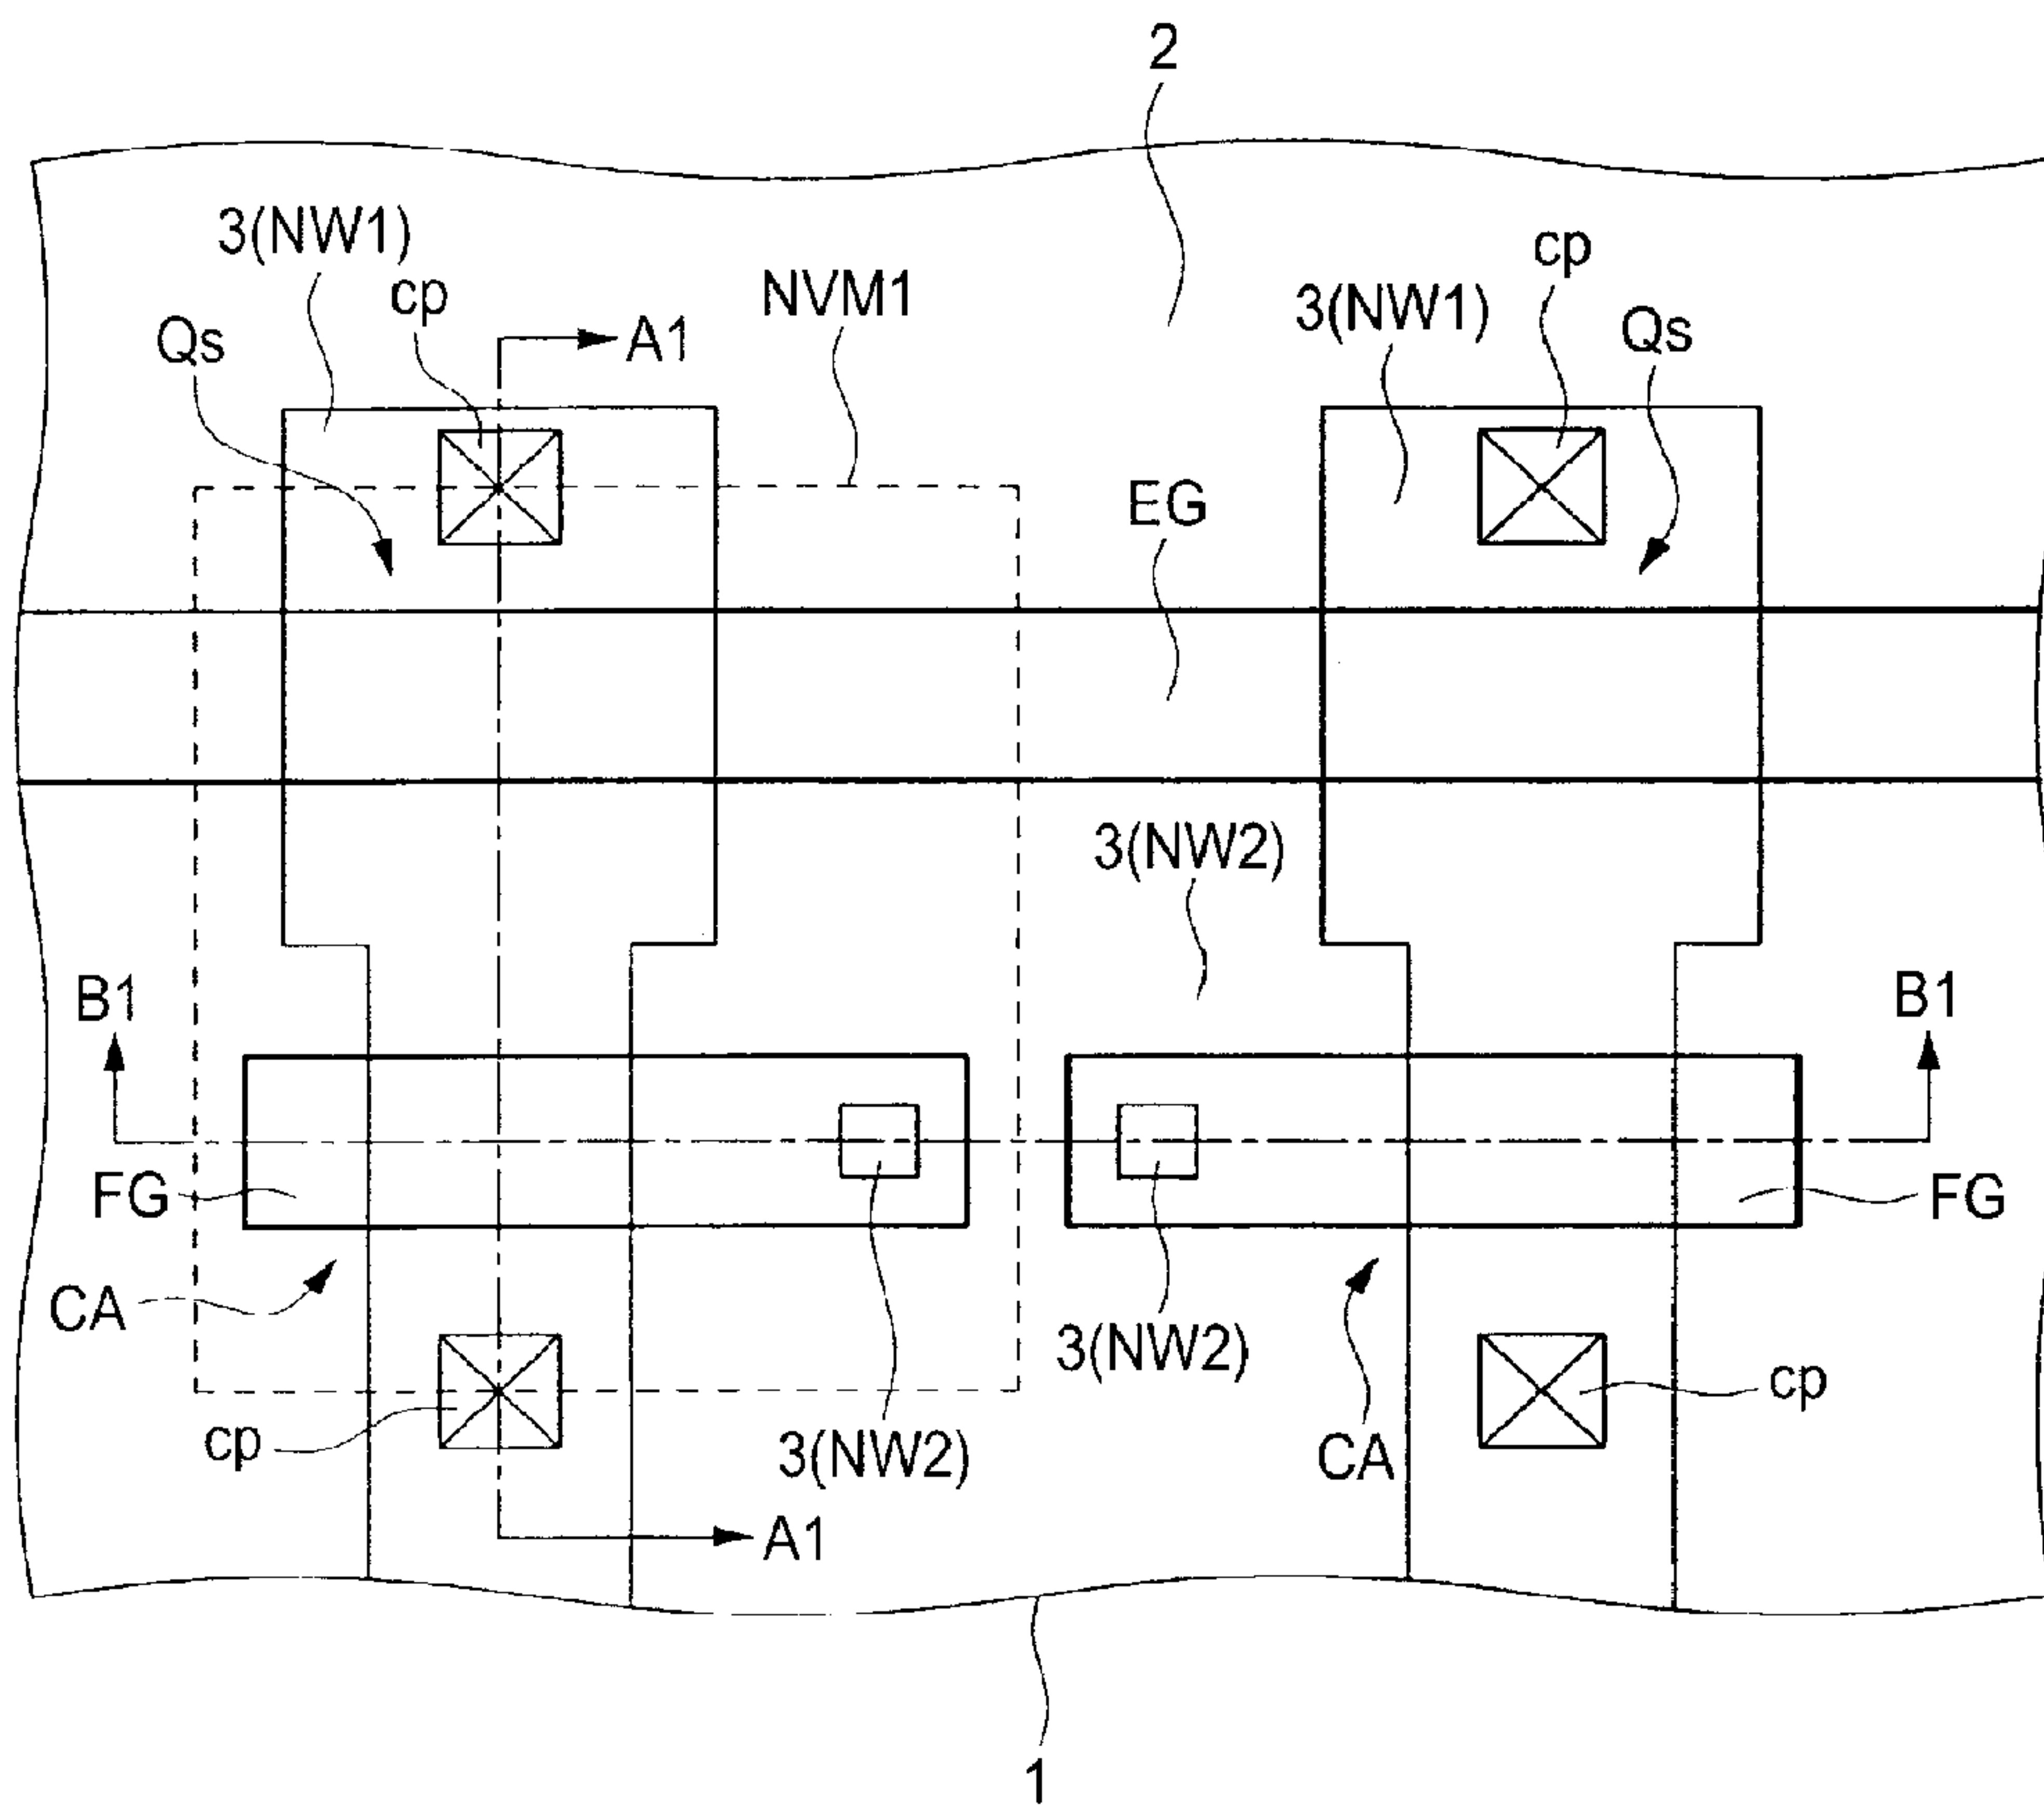 2
3(NW1)
cp
NVM1
cp
3(NW1)
Qs
A1
Qs
EG
3(NW2)
B1
B1
FG
FG
CA
3(NW2)
cp
cp
3(NW2)
CA
A1
1